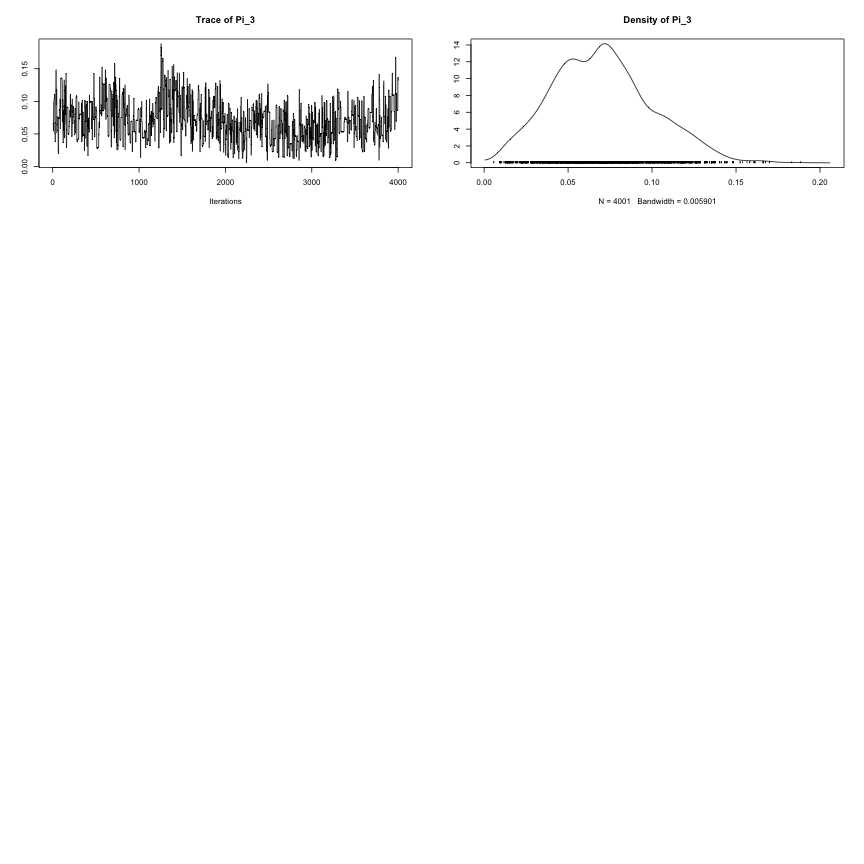 Trace of Pi_3
0.15
0.10
0.05
0.00
0 1000 2000 3000 4000
Iterations
Density of Pi_3
14
12
10
8
6
4
2
0
0.00 0.05 0.10 0.15 0.20
N = 4001 Bandwidth = 0.005901